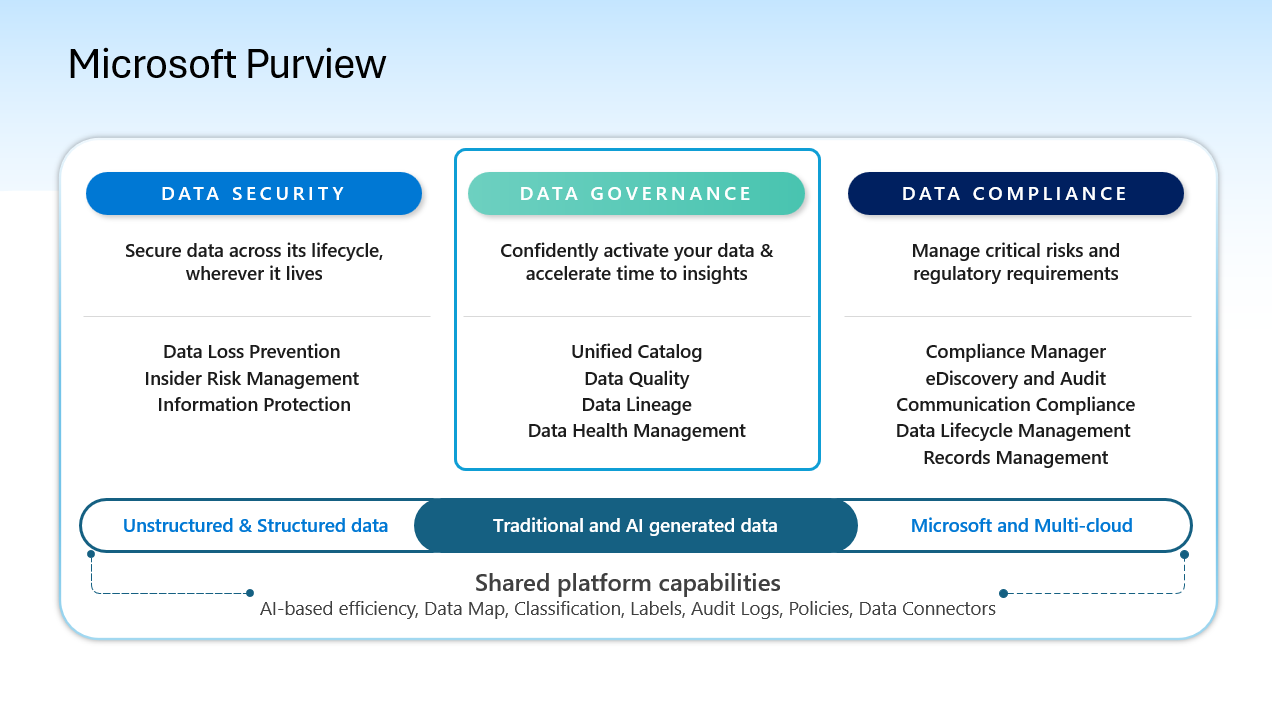 Microsoft Purview
DATA SECURITY
Secure data across its lifecycle,
wherever it lives
Data Loss Prevention
Insider Risk Management
Information Protection
DATA GOVERNANCE
Confidently activate your data &
accelerate time to insights
Unified Catalog
Data Quality
Data Lineage
Data Health Management
DATA COMPLIANCE
Manage critical risks and
regulatory requirements
Compliance Manager
eDiscovery and Audit
Communication Compliance
Data Lifecycle Management
Records Management
Unstructured & Structured data
Traditional and AI generated data
Microsoft and Multi-cloud
Shared platform capabilities
AI-based efficiency, Data Map, Classification, Labels, Audit Logs, Policies, Data Connectors